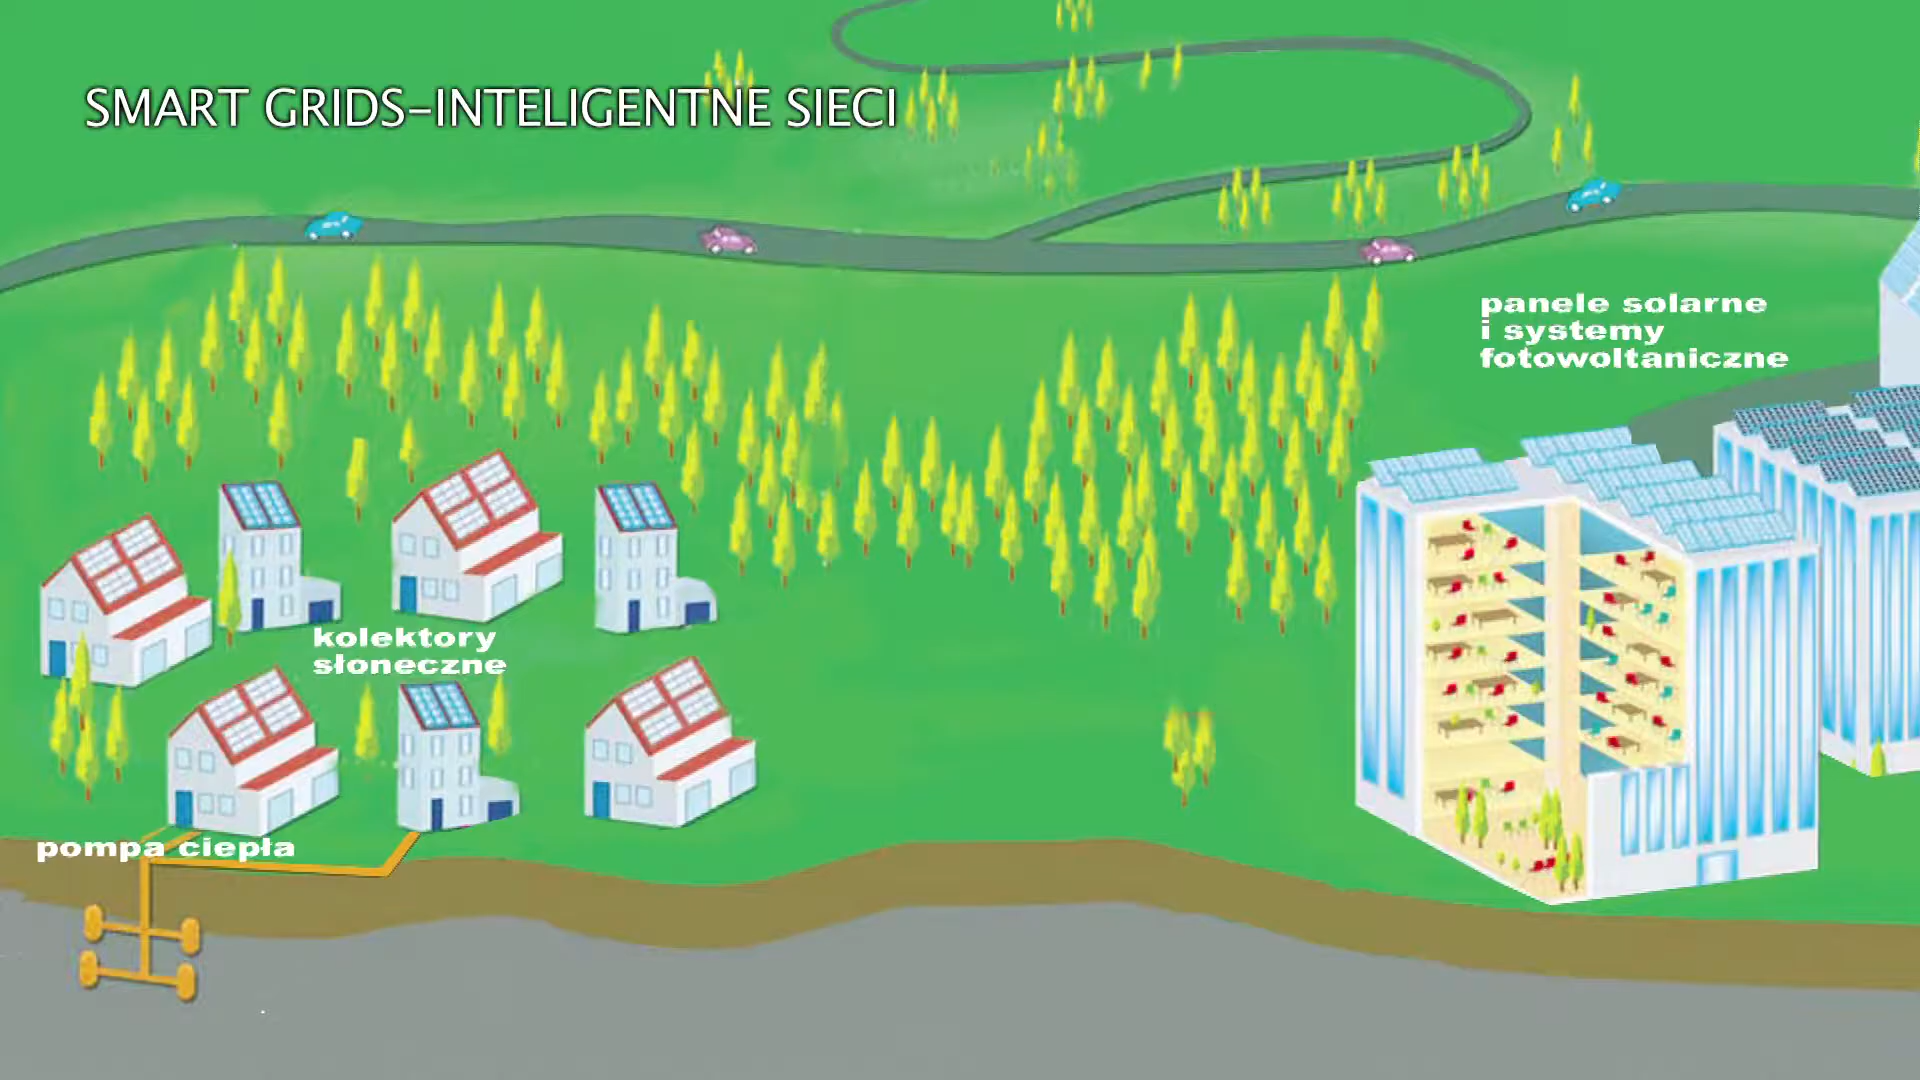 SMART GRIDS-INTELIGENTNE SIECI
panele solarne
i systemy
fotowoltaniczne
kolektory
słoneczne
pompa ciepła